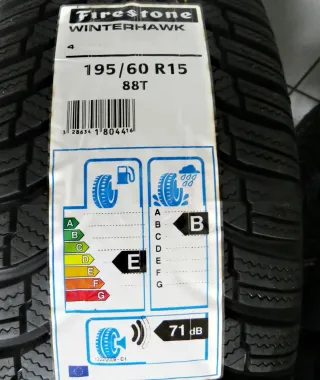 Firestone
WINTERHAWK
4
195/60 R15
88T
A
B
C
D
E
F
G
E
A
B
C
D
E
F
G
B
71 dB